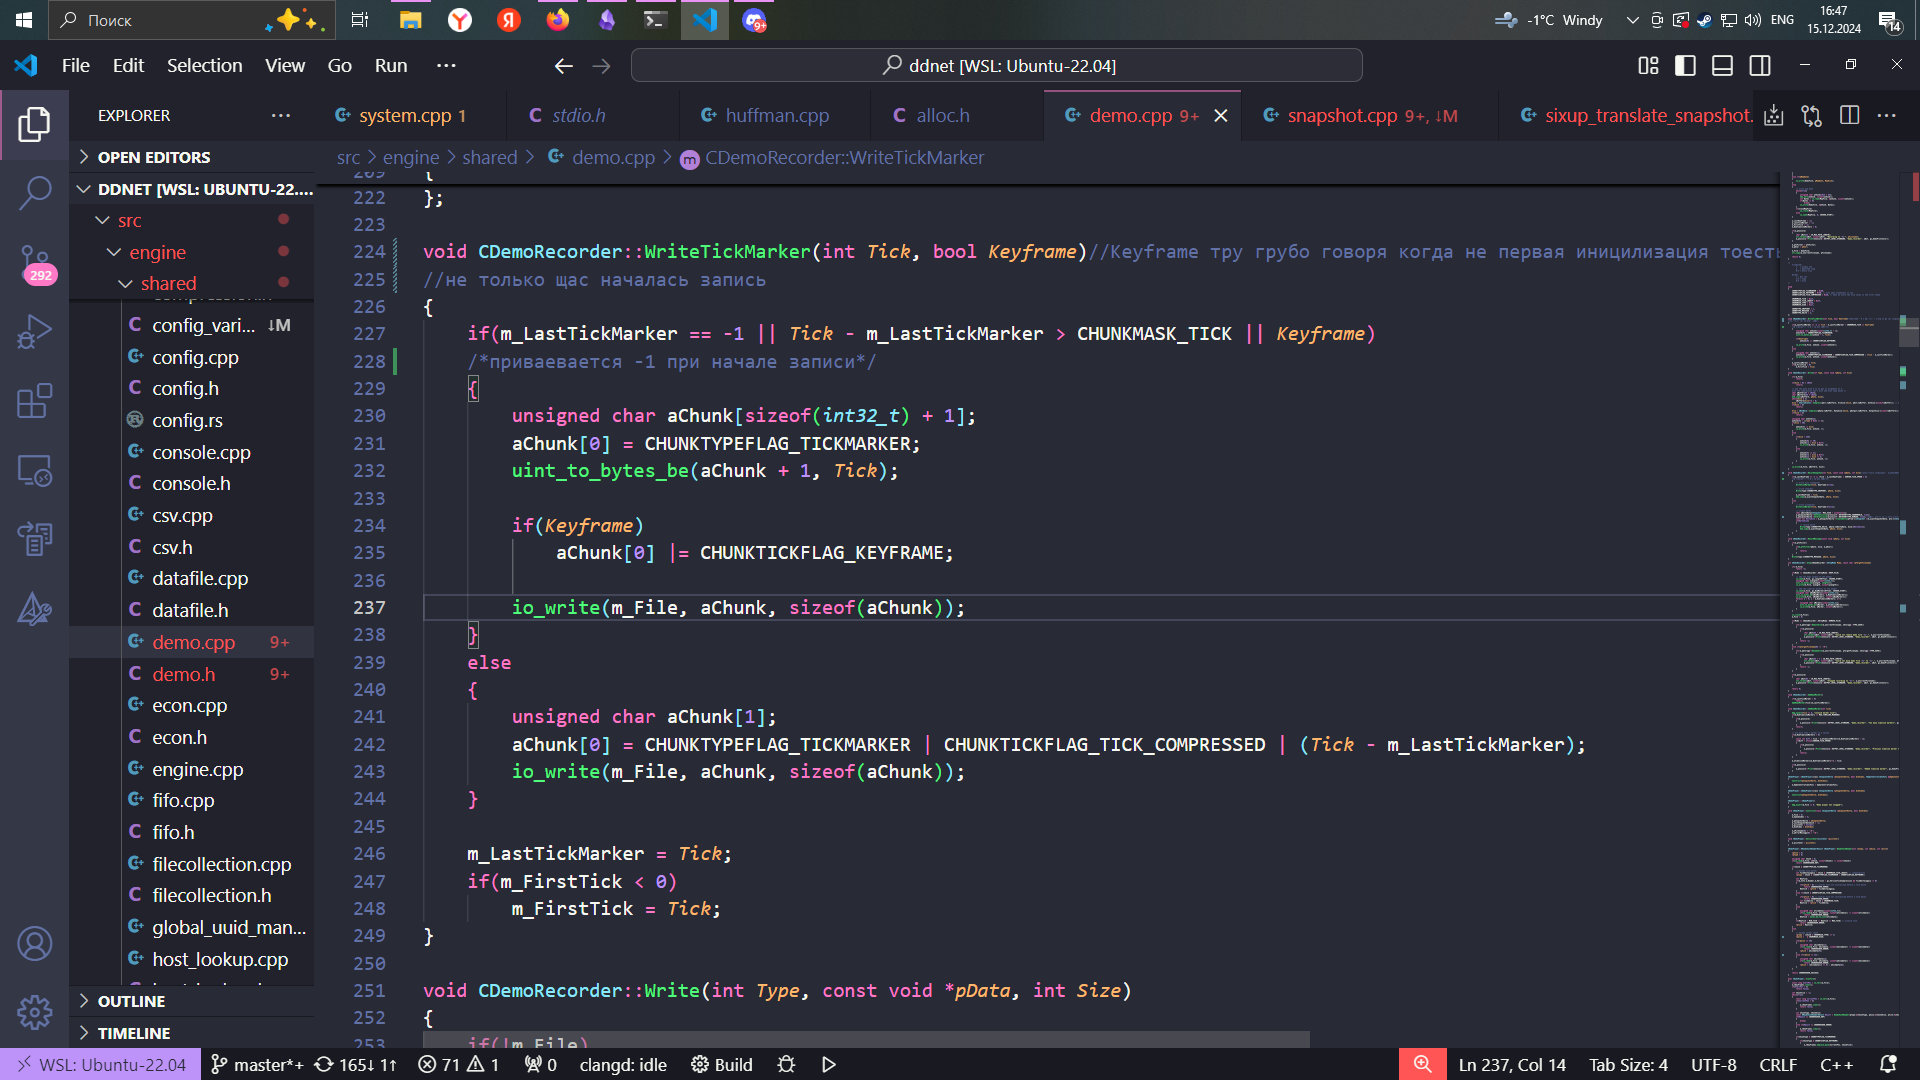 Поиск
9+
-1°C Windy
ENG
16:47
15.12.2024
14
File Edit Selection View Go Run ···
ddnet [WSL: Ubuntu-22.04]
EXPLORER
system.cpp 1
stdio.h
huffman.cpp
alloc.h
demo.cpp 9+
snapshot.cpp 9+, ↓M
sixup_translate_snapshot.
src > engine > shared > demo.cpp > CDemoRecorder::WriteTickMarker
OPEN EDITORS
DDNET [WSL: UBUNTU-22....
src
engine
shared
config_vari... ↓M
config.cpp
config.h
config.rs
console.cpp
console.h
csv.cpp
csv.h
datafile.cpp
datafile.h
demo.cpp 9+
demo.h 9+
econ.cpp
econ.h
engine.cpp
fifo.cpp
fifo.h
filecollection.cpp
filecollection.h
global_uuid_man...
host_lookup.cpp
OUTLINE
TIMELINE
292
209 {
222 };
223
224 void CDemoRecorder::WriteTickMarker(int Tick, bool Keyframe)//Keyframe тру грубо говоря когда не первая иницилизация тоесть
225 //не только щас началась запись
226 {
227 if(m_LastTickMarker == -1 || Tick - m_LastTickMarker > CHUNKMASK_TICK || Keyframe)
228 /*приваевается -1 при начале записи*/
229 {
230 unsigned char aChunk[sizeof(int32_t) + 1];
231 aChunk[0] = CHUNKTYPEFLAG_TICKMARKER;
232 uint_to_bytes_be(aChunk + 1, Tick);
233
234 if(Keyframe)
235 aChunk[0] |= CHUNKTICKFLAG_KEYFRAME;
236
237 io_write(m_File, aChunk, sizeof(aChunk));
238 }
239 else
240 {
241 unsigned char aChunk[1];
242 aChunk[0] = CHUNKTYPEFLAG_TICKMARKER | CHUNKTICKFLAG_TICK_COMPRESSED | (Tick - m_LastTickMarker);
243 io_write(m_File, aChunk, sizeof(aChunk));
244 }
245
246 m_LastTickMarker = Tick;
247 if(m_FirstTick < 0)
248 m_FirstTick = Tick;
249 }
250
251 void CDemoRecorder::Write(int Type, const void *pData, int Size)
252 {
253 if(!m_File)
WSL: Ubuntu-22.04 master*+ 165↓ 1↑ 71 1 0 clangd: idle Build
Ln 237, Col 14 Tab Size: 4 UTF-8 CRLF C++